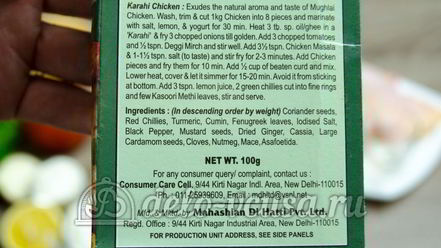 Karahi Chicken : Exudes the natural aroma and taste of Mughlai
Chicken. Wash, trim & cut 1kg Chicken into 8 pieces and marinate
with salt, lemon, & yogurt for 30 min. Heat 3 tb. sp. oil/ghee in a
'Karahi' & fry 3 chopped onions till golden. Add 3 chopped tomatoes
and ½ tspn. Deggi Mirch and stir well. Add 3½ tspn. Chicken Masala
& 1-1½ tspn. salt (to taste) and stir fry for 2-3 minutes. Add Chicken
pieces and fry them for 10 min. Add ½ cup of beaten curd and mix.
Lower heat, cover & let it simmer for 15-20 min. Avoid it from sticking
at bottom. Add 3 tspn. lemon juice, 2 green chillies cut into fine rings
and few Kasoori Methi leaves, stir and serve.
Ingredients : (In descending order by weight) Coriander seeds,
Red Chillies, Turmeric, Cumin, Fenugreek leaves, Iodised Salt,
Black Pepper, Mustard seeds, Dried Ginger, Cassia, Large
Cardamom seeds, Cloves, Nutmeg, Mace, Asafoetida.
NET WT. 100g
For any consumer query/ complaint, contact us :
Consumer Care Cell, 9/44 Kirti Nagar Indl. Area, New Delhi-110015
Ph.: 011-25939609, Email :
Mfd. & Mktd. by Mahashian Di Hatti Pvt. Ltd.
Regd. Office : 9/44 Kirti Nagar Industrial Area, New Delhi-110015
FOR PRODUCTION UNIT ADDRESS, SEE SIDE PANELS